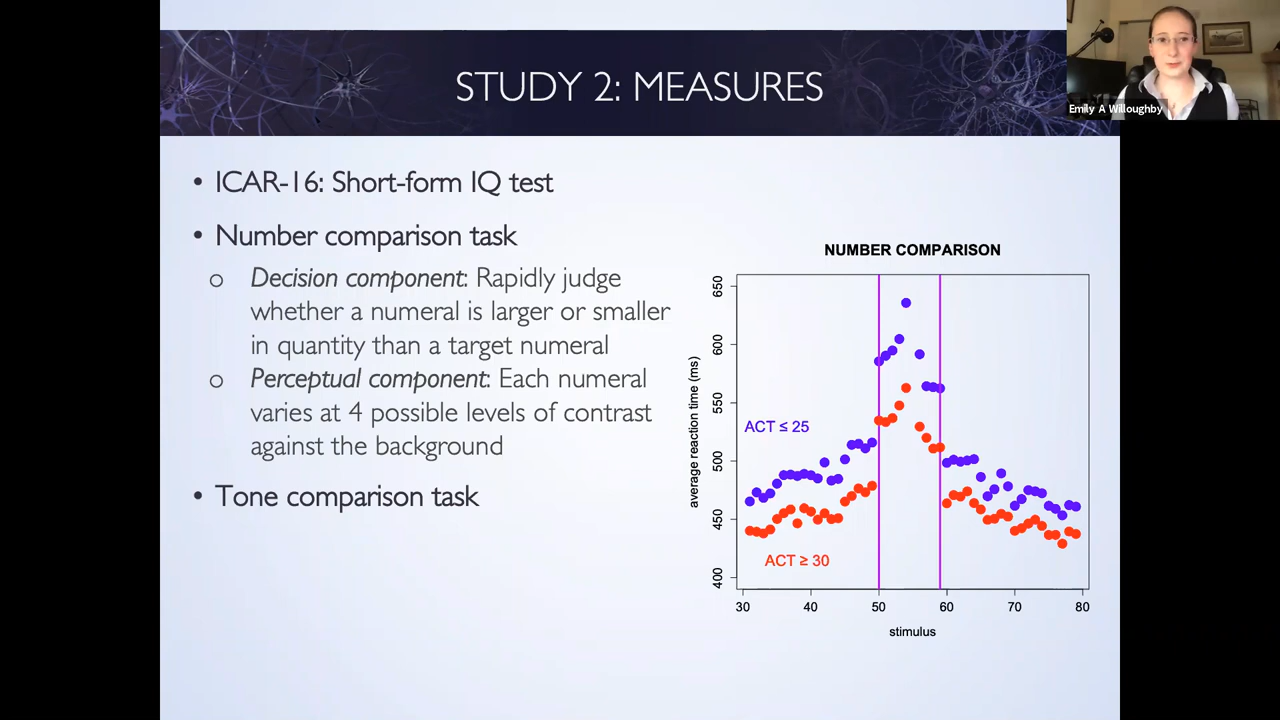 STUDY 2: MEASURES
Emily A Willoughby
• ICAR-16: Short-form IQ test
• Number comparison task
o Decision component: Rapidly judge
whether a numeral is larger or smaller
in quantity than a target numeral
o Perceptual component: Each numeral
varies at 4 possible levels of contrast
against the background
• Tone comparison task
NUMBER COMPARISON
average reaction time (ms)
650
600
550
500
450
400
ACT ≤ 25
ACT ≥ 30
30 40 50 60 70 80
stimulus